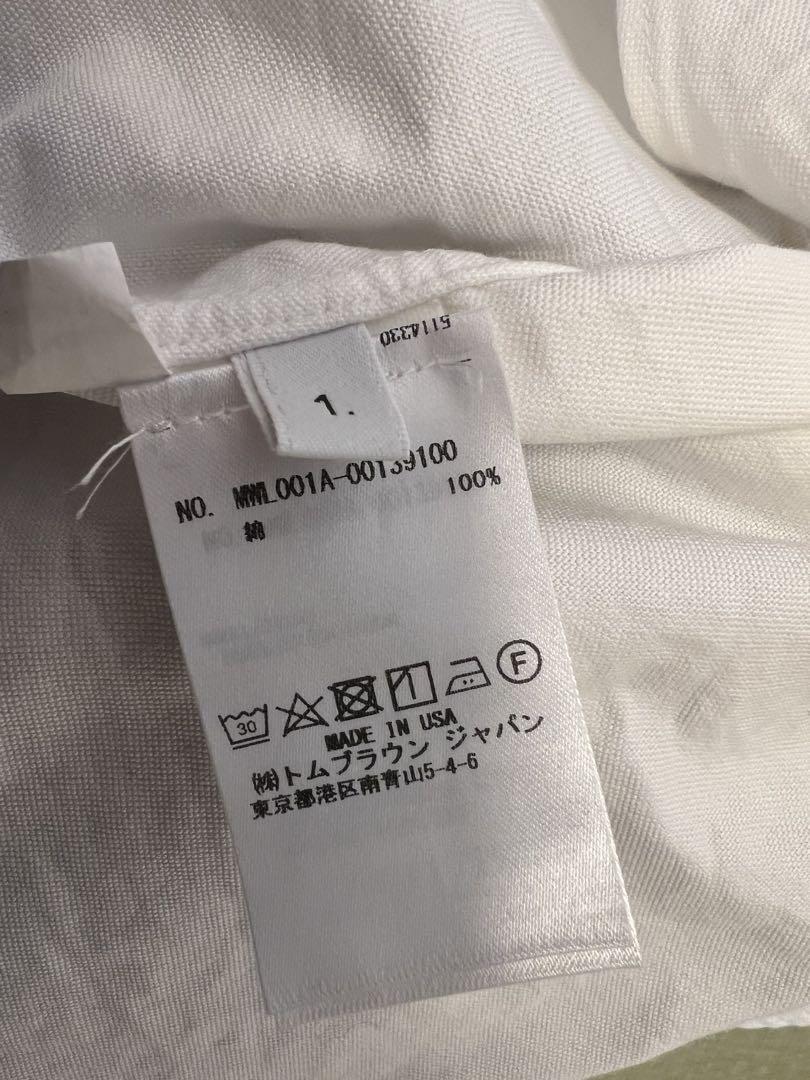 5114330
1.
NO. MWL001A-00139100
綿 100%
30
F
MADE IN USA
㈱トムブラウン ジャパン
東京都港区南青山5-4-6